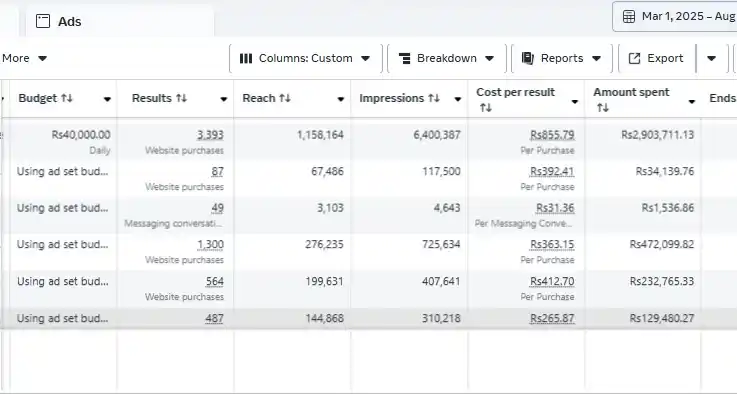 Ads
Mar 1, 2025 – Aug
More
Columns: Custom
Breakdown
Reports
Export
Budget
Results
Reach
Impressions
Cost per result
Amount spent
Ends
Rs40,000.00 3,393 1,158,164 6,400,387 Rs855.79 Rs2,903,711.13
Daily Website purchases Per Purchase
Using ad set bud... 87 67,486 117,500 Rs392.41 Rs34,139.76
Website purchases Per Purchase
Using ad set bud... 49 3,103 4,643 Rs31.36 Rs1,536.86
Messaging conversati... Per Messaging Conve...
Using ad set bud... 1,300 276,235 725,634 Rs363.15 Rs472,099.82
Website purchases Per Purchase
Using ad set bud... 564 199,631 407,641 Rs412.70 Rs232,765.33
Website purchases Per Purchase
Using ad set bud... 487 144,868 310,218 Rs265.87 Rs129,480.27